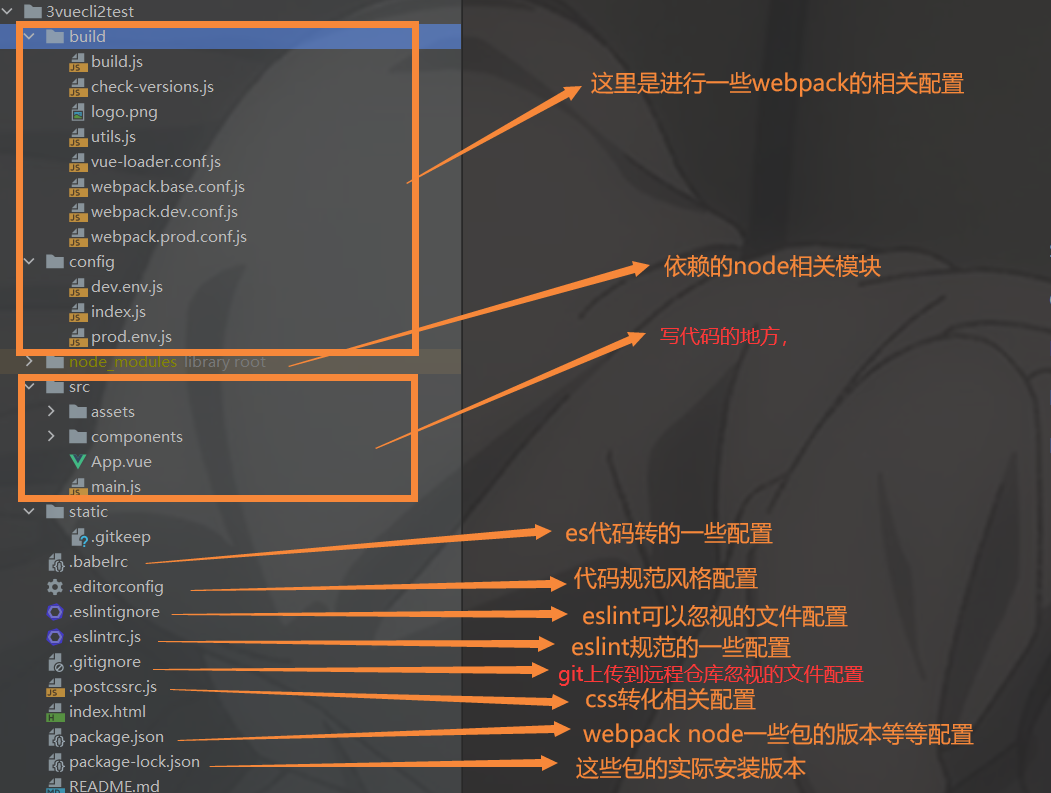 3vuecli2test
build
build.js
check-versions.js
这里是进行一些webpack的相关配置
logo.png
utils.js
vue-loader.conf.js
webpack.base.conf.js
webpack.dev.conf.js
webpack.prod.conf.js
config
依赖的node相关模块
dev.env.js
index.js
prod.env.js
写代码的地方，
node_modules library root
src
assets
components
App.vue
main.js
static
.gitkeep
es代码转的一些配置
.babelrc
代码规范风格配置
.editorconfig
.eslintignore
eslint可以忽视的文件配置
.eslintrc.js
eslint规范的一些配置
.gitignore
git上传到远程仓库忽视的文件配置
.postcssrc.js
css转化相关配置
index.html
package.json
webpack node一些包的版本等等配置
package-lock.json
这些包的实际安装版本
README.md